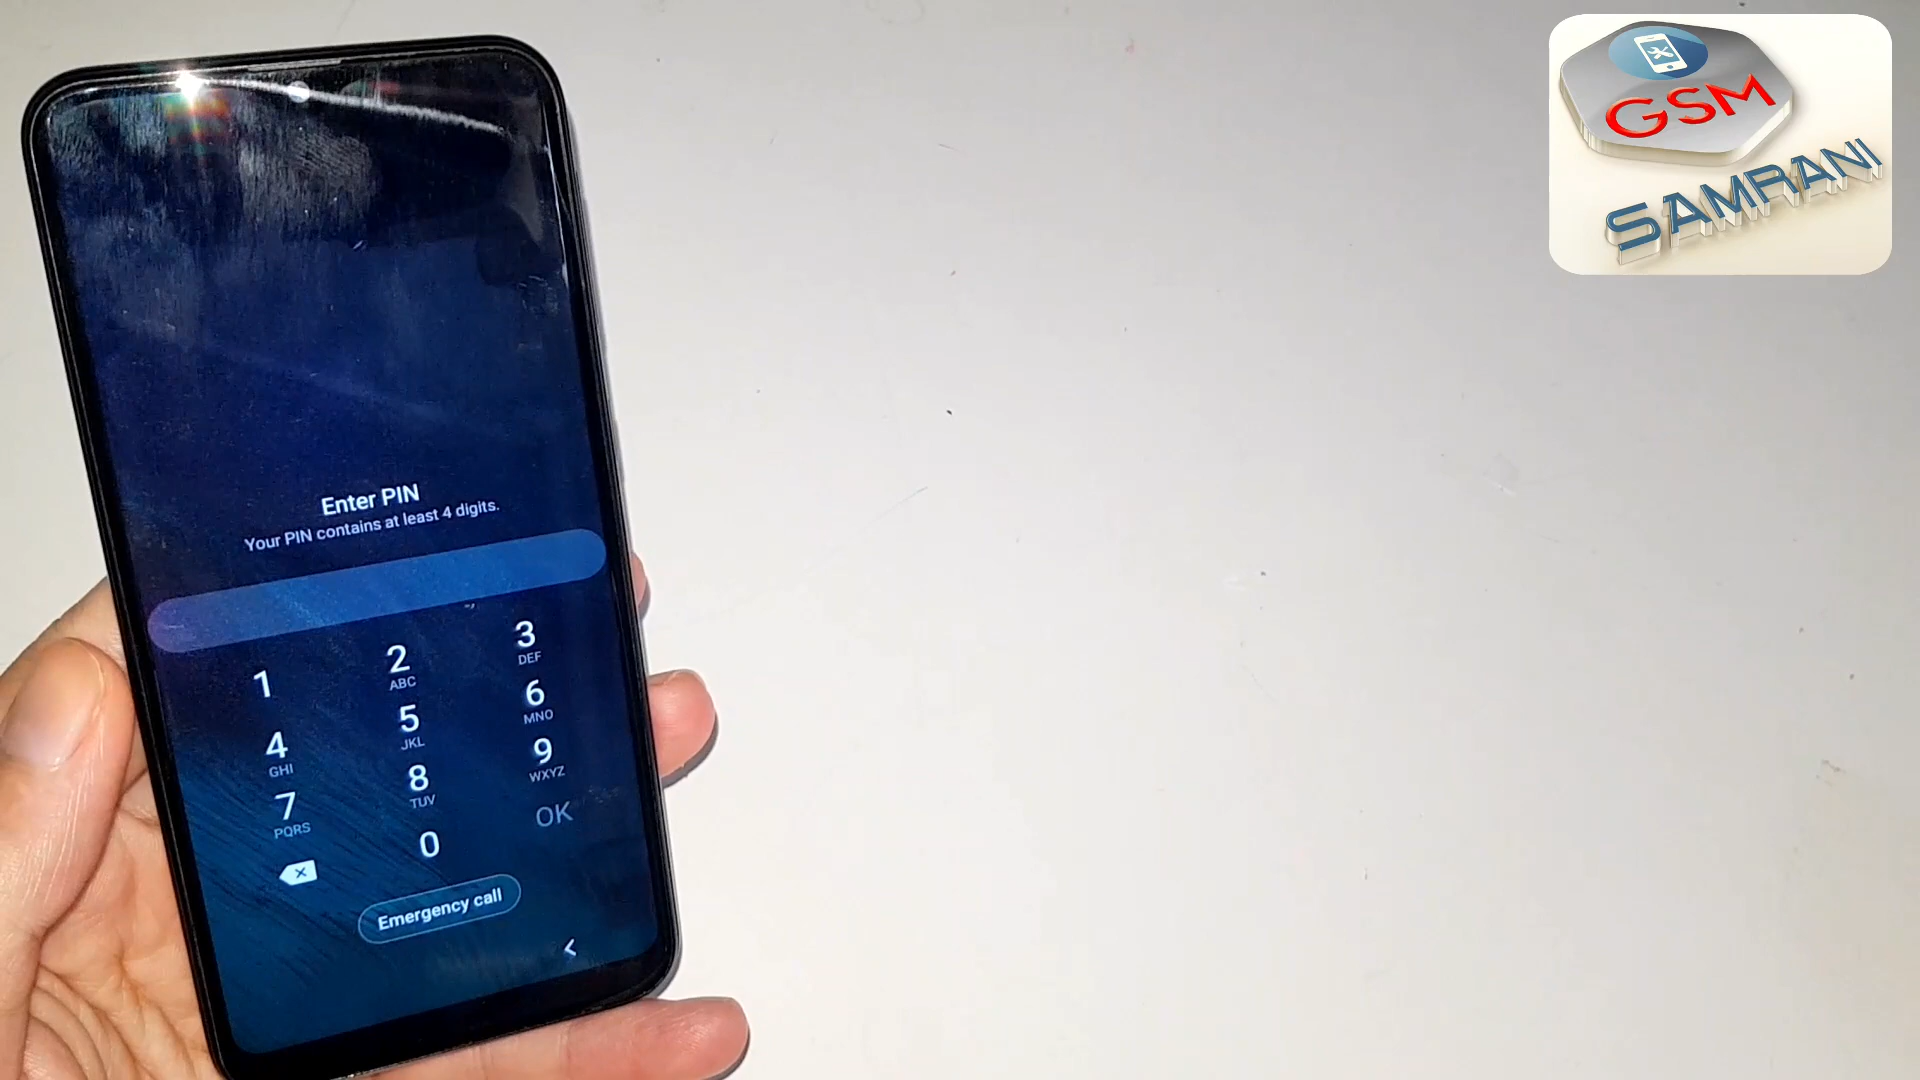 GSM
SAMRANI
Enter PIN
Your PIN contains at least 4 digits.
1
2
ABC
3
DEF
4
GHI
5
JKL
6
MNO
7
PQRS
8
TUV
9
WXYZ
0
OK
Emergency call